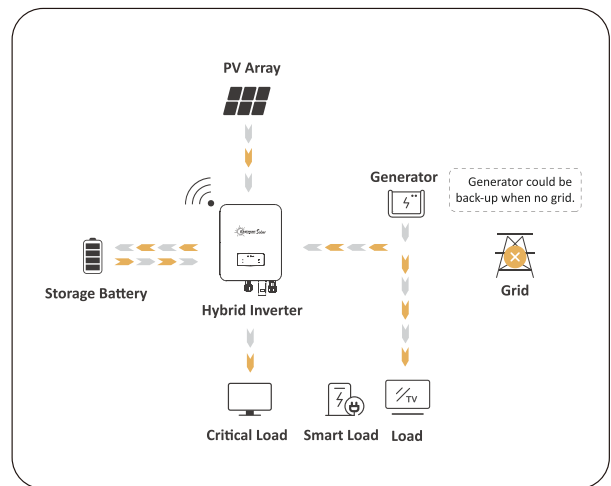 PV Array
Generator
Generator could be
back-up when no grid.
Storage Battery
Hybrid Inverter
Grid
TV
Critical Load
Smart Load
Load